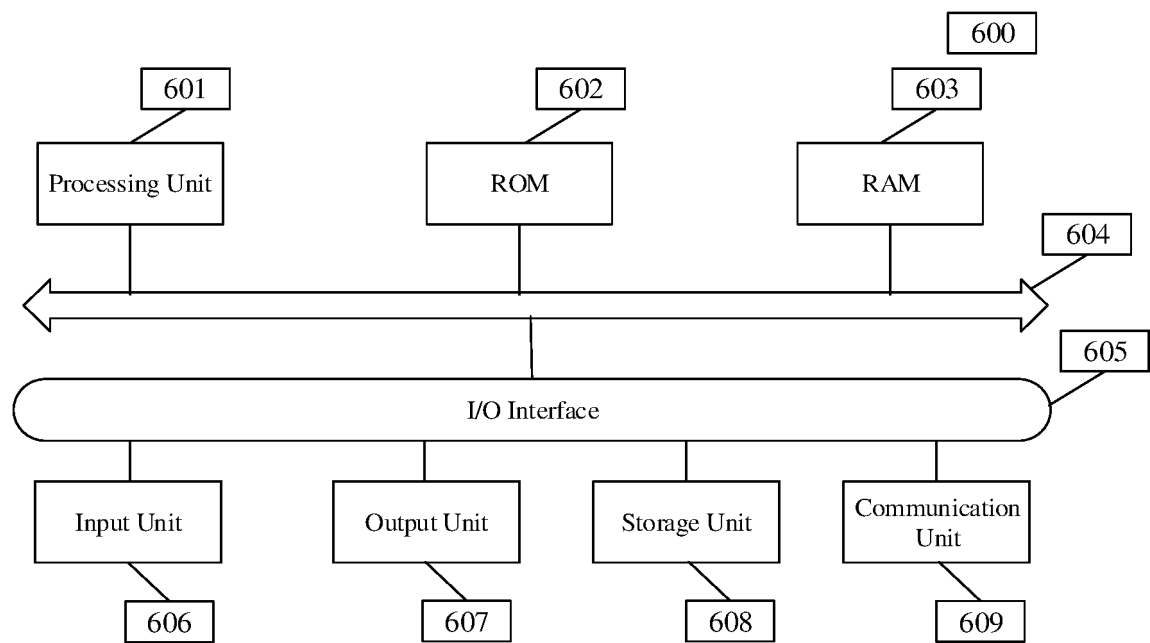 600
601
602
603
Processing Unit
ROM
RAM
604
605
I/O Interface
Input Unit
Output Unit
Storage Unit
Communication
Unit
606
607
608
609